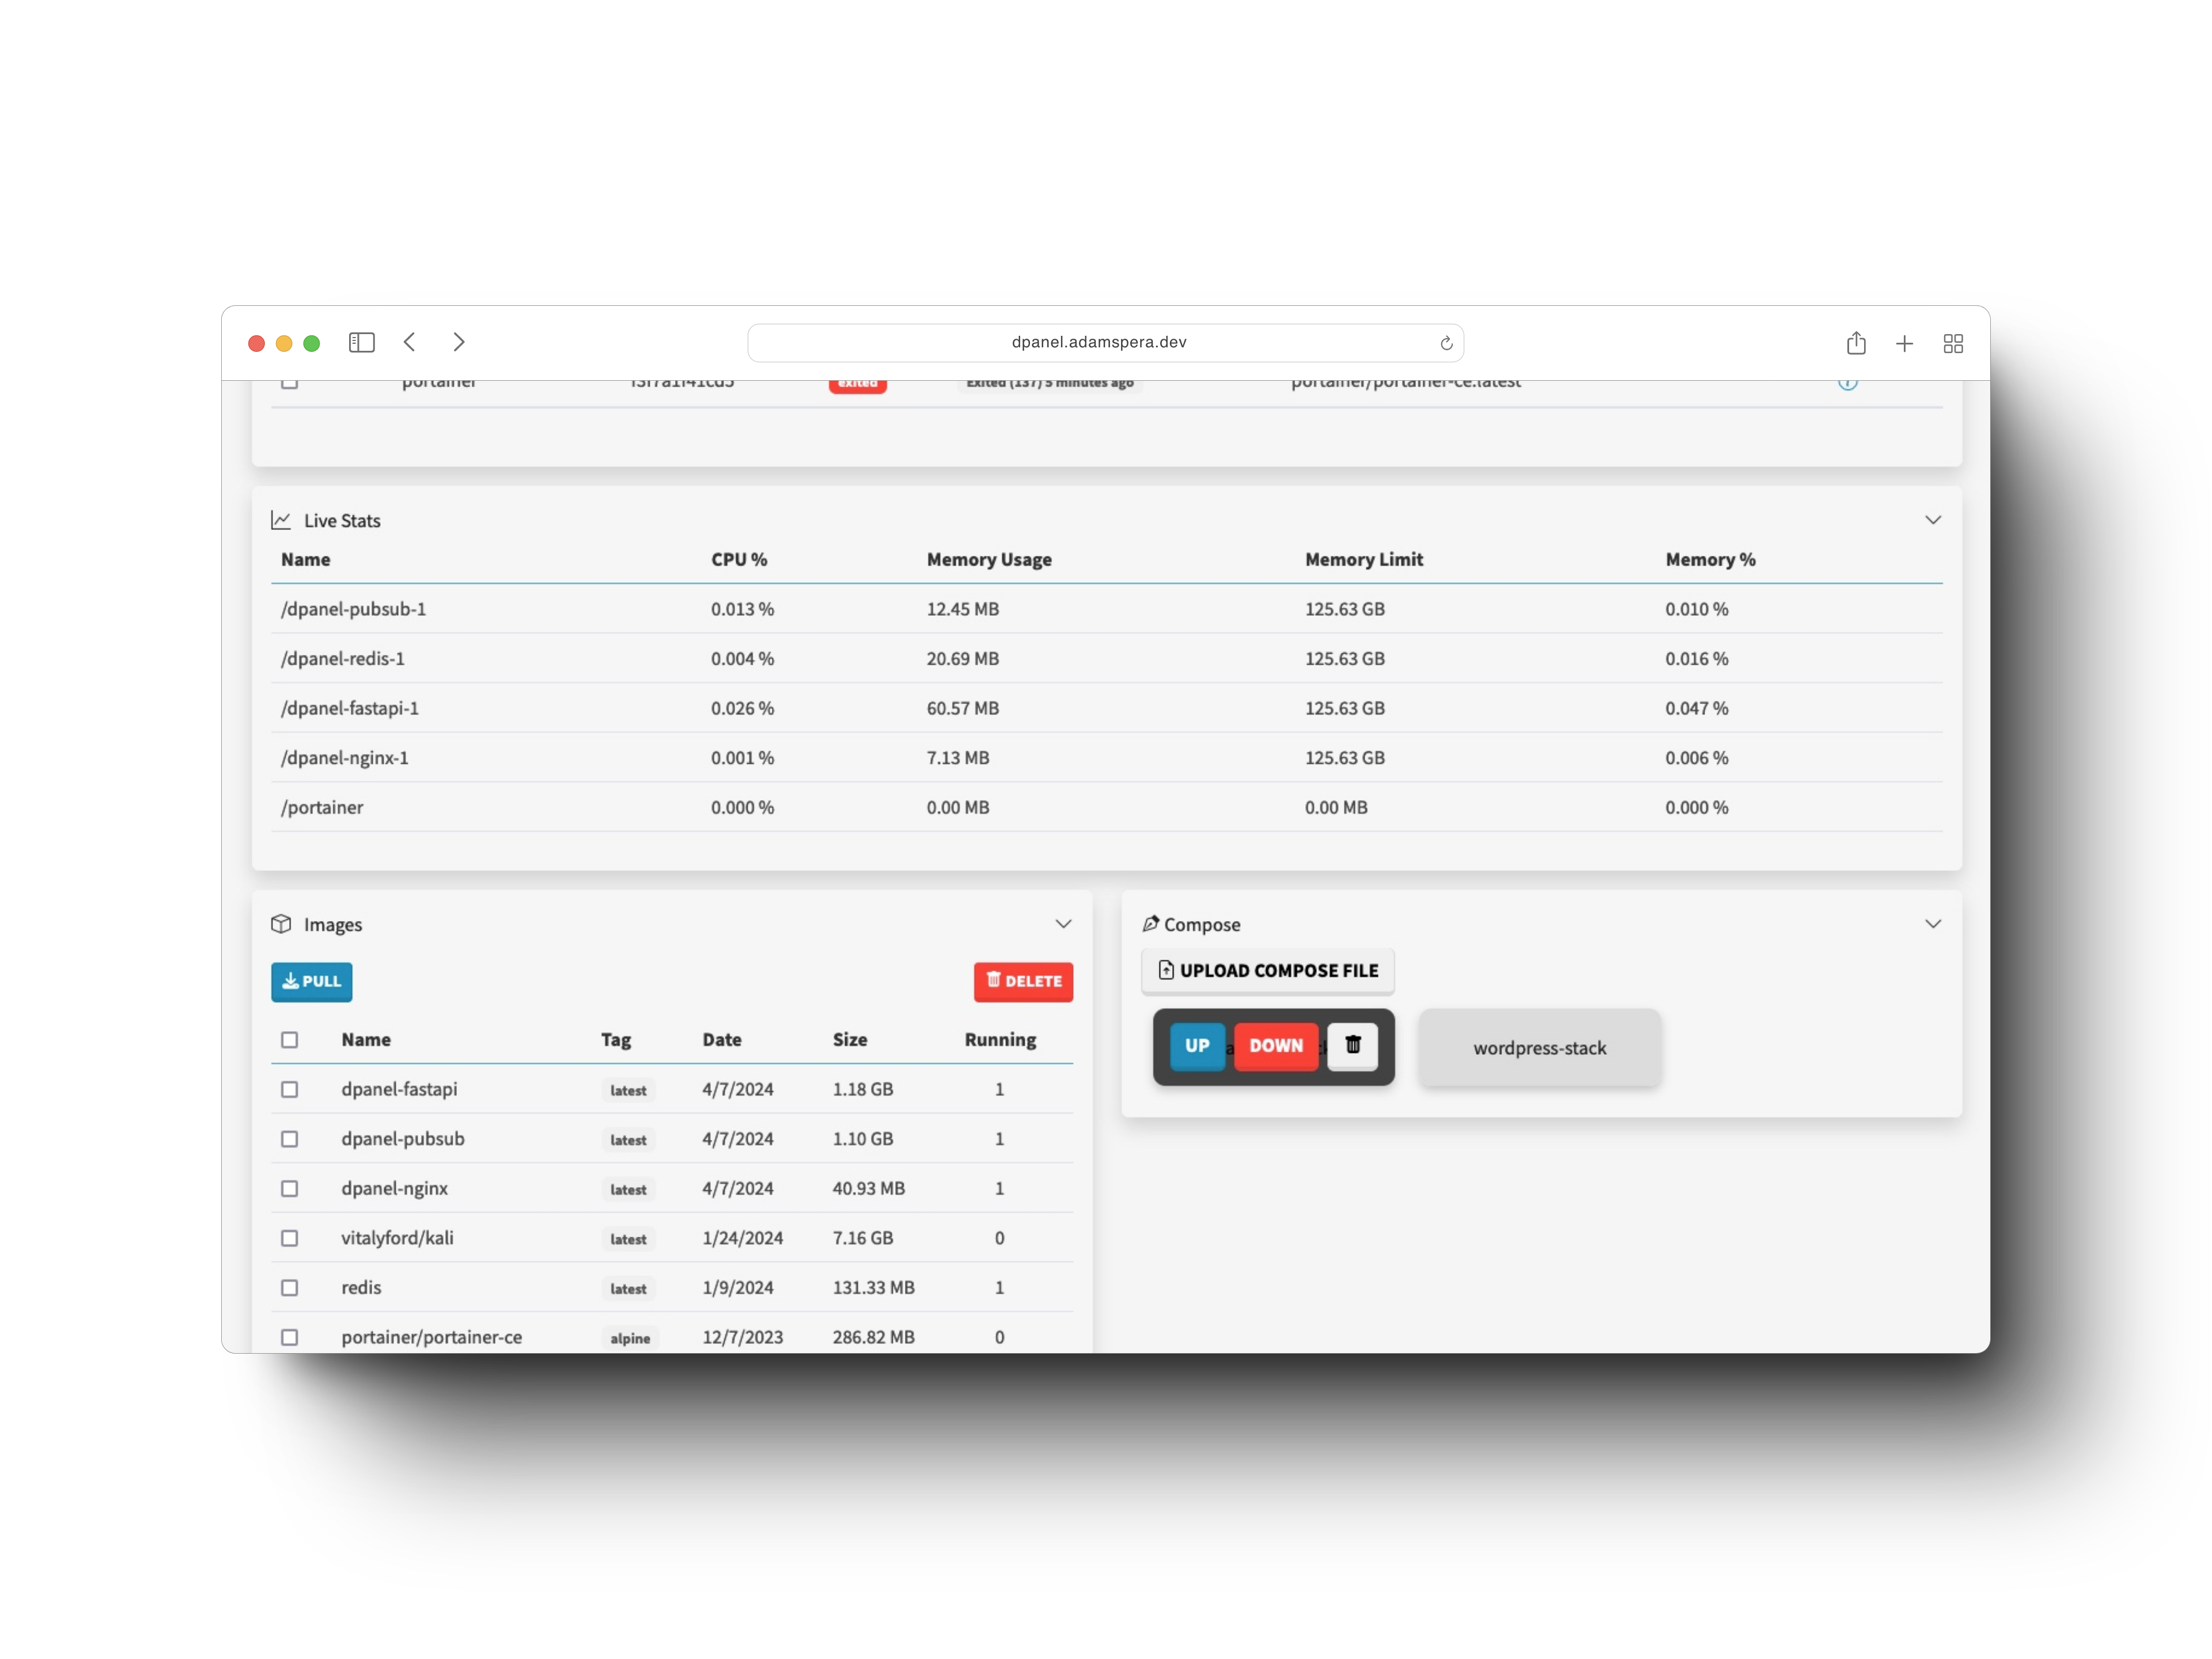 dpanel.adamspera.dev
portainer exited Exited (137) 5 minutes ago portainer/portainer-ce:latest
Live Stats
Name CPU % Memory Usage Memory Limit Memory %
/dpanel-pubsub-1 0.013 % 12.45 MB 125.63 GB 0.010 %
/dpanel-redis-1 0.004 % 20.69 MB 125.63 GB 0.016 %
/dpanel-fastapi-1 0.026 % 60.57 MB 125.63 GB 0.047 %
/dpanel-nginx-1 0.001 % 7.13 MB 125.63 GB 0.006 %
/portainer 0.000 % 0.00 MB 0.00 MB 0.000 %
Images
PULL DELETE
Name Tag Date Size Running
dpanel-fastapi latest 4/7/2024 1.18 GB 1
dpanel-pubsub latest 4/7/2024 1.10 GB 1
dpanel-nginx latest 4/7/2024 40.93 MB 1
vitalyford/kali latest 1/24/2024 7.16 GB 0
redis latest 1/9/2024 131.33 MB 1
portainer/portainer-ce alpine 12/7/2023 286.82 MB 0
Compose
UPLOAD COMPOSE FILE
UP DOWN
wordpress-stack